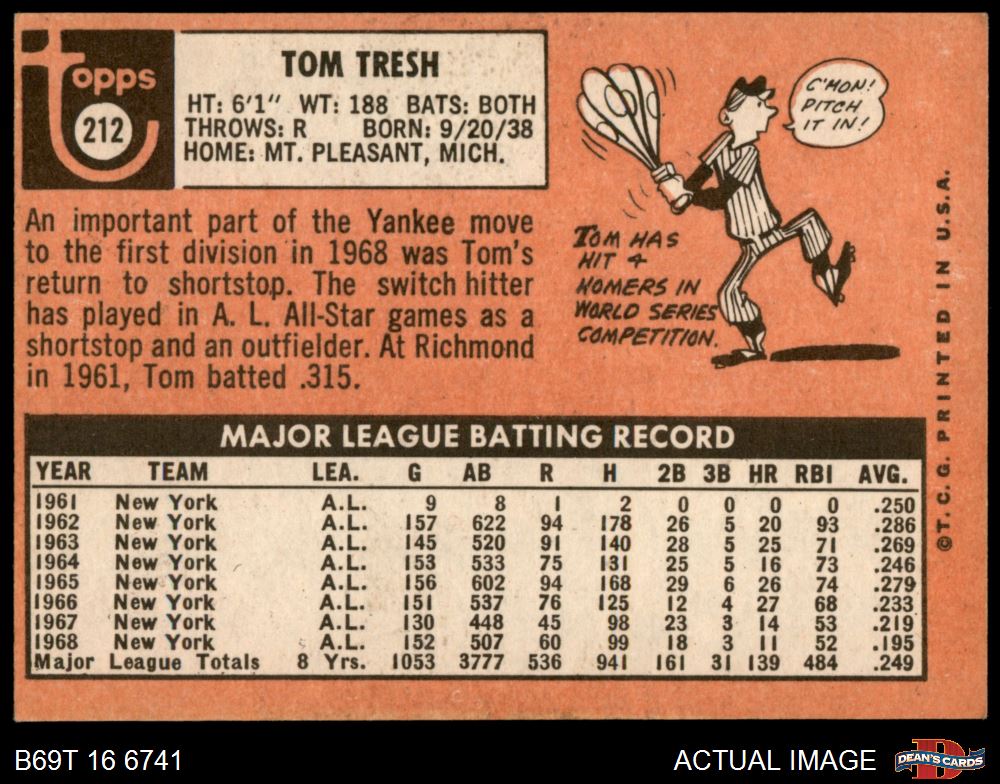 topps
212
TOM TRESH
HT: 6'1" WT: 188 BATS: BOTH
THROWS: R BORN: 9/20/38
HOME: MT. PLEASANT, MICH.
An important part of the Yankee move
to the first division in 1968 was Tom's
return to shortstop. The switch hitter
has played in A. L. All-Star games as a
shortstop and an outfielder. At Richmond
in 1961, Tom batted .315.
C'MON!
PITCH
IT IN!
TOM HAS
HIT 4
HOMERS IN
WORLD SERIES
COMPETITION.
MAJOR LEAGUE BATTING RECORD
YEAR TEAM LEA. G AB R H 2B 3B HR RBI AVG.
1961 New York A.L. 9 8 1 2 0 0 0 0 .250
1962 New York A.L. 157 622 94 178 26 5 20 93 .286
1963 New York A.L. 145 520 91 140 28 5 25 71 .269
1964 New York A.L. 153 533 75 131 25 5 16 73 .246
1965 New York A.L. 156 602 94 168 29 6 26 74 .279
1966 New York A.L. 151 537 76 125 12 4 27 68 .233
1967 New York A.L. 130 448 45 98 23 3 14 53 .219
1968 New York A.L. 152 507 60 99 18 3 11 52 .195
Major League Totals 8 Yrs. 1053 3777 536 941 161 31 139 484 .249
©T. C. G. PRINTED IN U.S.A.
B69T 16 6741
ACTUAL IMAGE
DEAN'S CARDS